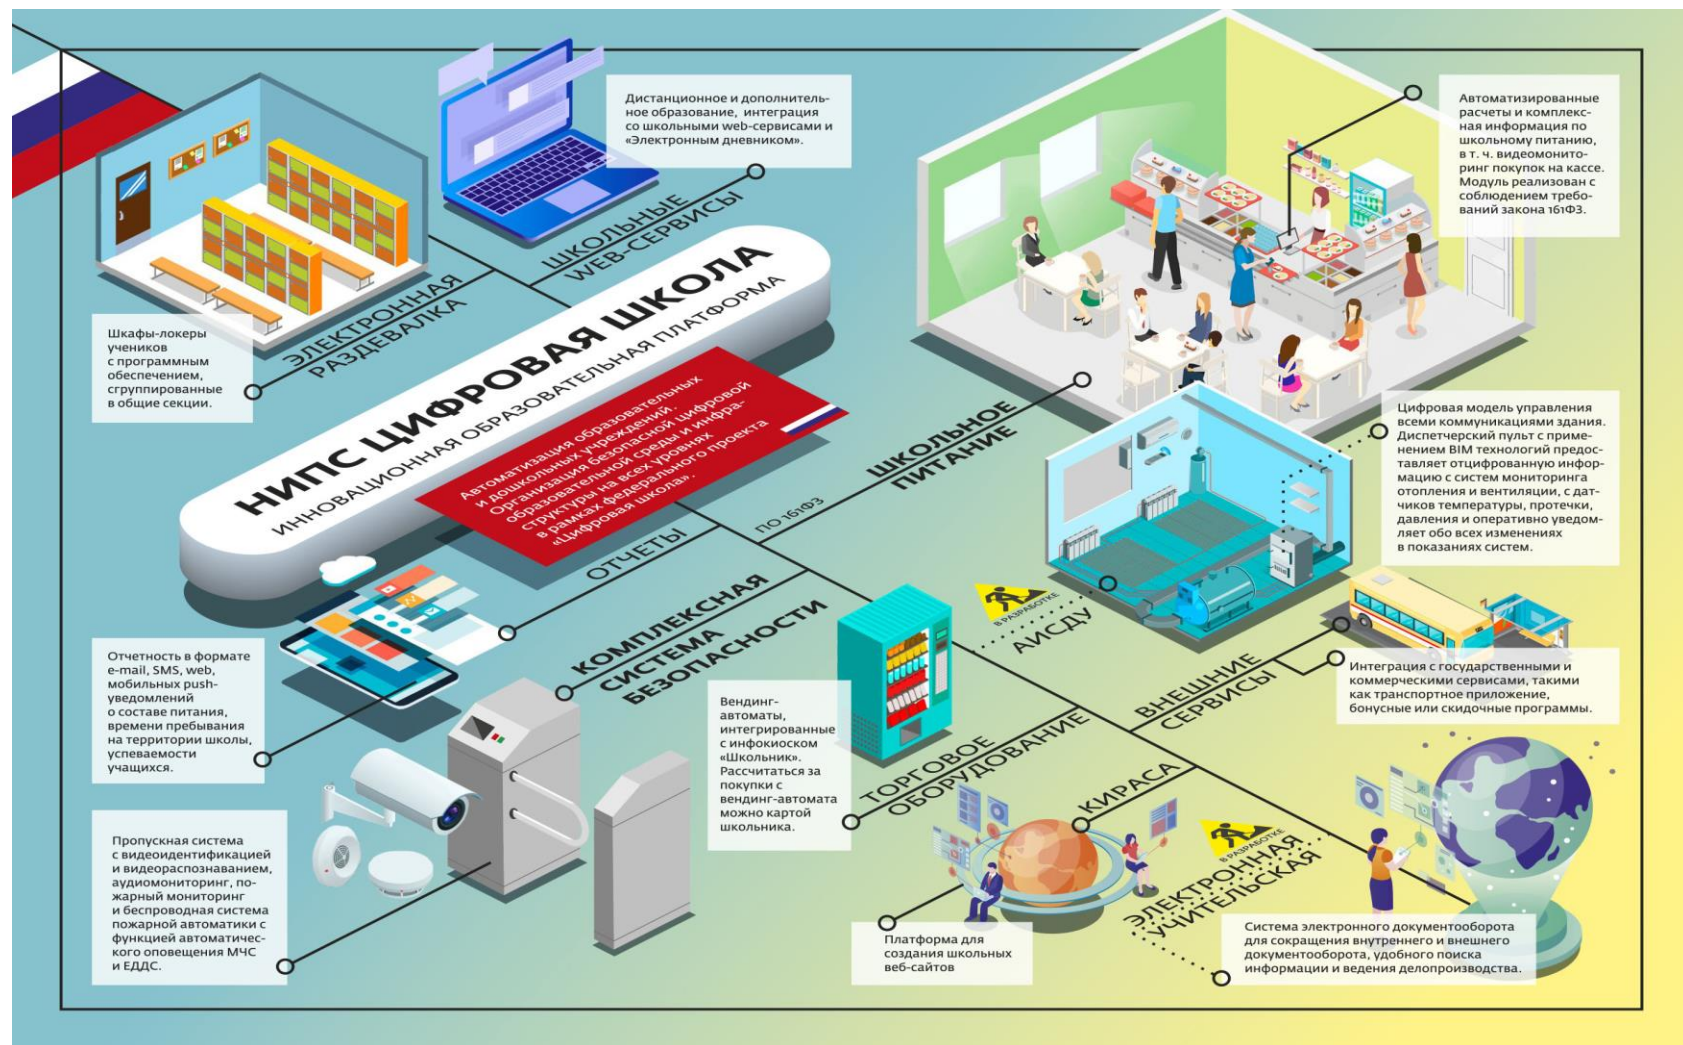 Дистанционное и дополнитель-
ное образование, интеграция
со школьными web-сервисами и
«Электронным дневником».
ШКОЛЬНЫЕ
WEB-СЕРВИСЫ
Автоматизированные
расчеты и комплекс-
ная информация по
школьному питанию,
в т. ч. видеомонито-
ринг покупок на кассе.
Модуль реализован с
соблюдением требо-
ваний закона 161ФЗ.
ЭЛЕКТРОННАЯ
РАЗДЕВАЛКА
Шкафы-локеры
учеников
с программным
обеспечением,
сгруппированные
в общие секции.
НИПС ЦИФРОВАЯ ШКОЛА
ИННОВАЦИОННАЯ ОБРАЗОВАТЕЛЬНАЯ ПЛАТФОРМА
Автоматизация образовательных
и дошкольных учреждений.
Организация безопасной цифровой
образовательной среды и инфра-
структуры на всех уровнях
в рамках федерального проекта
«Цифровая школа».
ШКОЛЬНОЕ
ПИТАНИЕ
ПО 161ФЗ
Цифровая модель управления
всеми коммуникациями здания.
Диспетчерский пульт с приме-
нением BIM технологий предос-
тавляет отцифрованную инфор-
мацию с систем мониторинга
отопления и вентиляции, с дат-
чиков температуры, протечки,
давления и оперативно уведом-
ляет обо всех изменениях
в показаниях систем.
ОТЧЕТЫ
КОМПЛЕКСНАЯ
СИСТЕМА
БЕЗОПАСНОСТИ
В РАЗРАБОТКЕ
АИСДУ
Отчетность в формате
e-mail, SMS, web,
мобильных push-
уведомлений
о составе питания,
времени пребывания
на территории школы,
успеваемости
учащихся.
ВНЕШНИЕ
СЕРВИСЫ
Интеграция с государственными и
коммерческими сервисами, такими
как транспортное приложение,
бонусные или скидочные программы.
Вендинг-
автоматы,
интегрированные
с инфокиоском
«Школьник».
Рассчитаться за
покупки с
вендинг-автомата
можно картой
школьника.
ТОРГОВОЕ
ОБОРУДОВАНИЕ
КИРАСА
Пропускная система
с видеоидентификацией
и видеораспознаванием,
аудиомониторинг, по-
жарный мониторинг
и беспроводная система
пожарной автоматики с
функцией автоматичес-
кого оповещения МЧС
и ЕДДС.
В РАЗРАБОТКЕ
ЭЛЕКТРОННАЯ
УЧИТЕЛЬСКАЯ
Платформа для
создания школьных
веб-сайтов
Система электронного документооборота
для сокращения внутреннего и внешнего
документооборота, удобного поиска
информации и ведения делопроизводства.